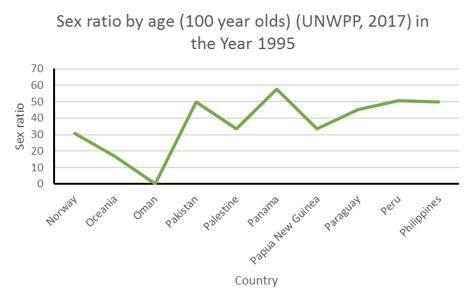 Sex ratio by age (100 year olds) (UNWPP, 2017) in
the Year 1995
Sex ratio
70
60
50
40
30
20
10
0
Norway
Oceania
Oman
Pakistan
Palestine
Panama
Papua New Guinea
Paraguay
Peru
Philippines
Country